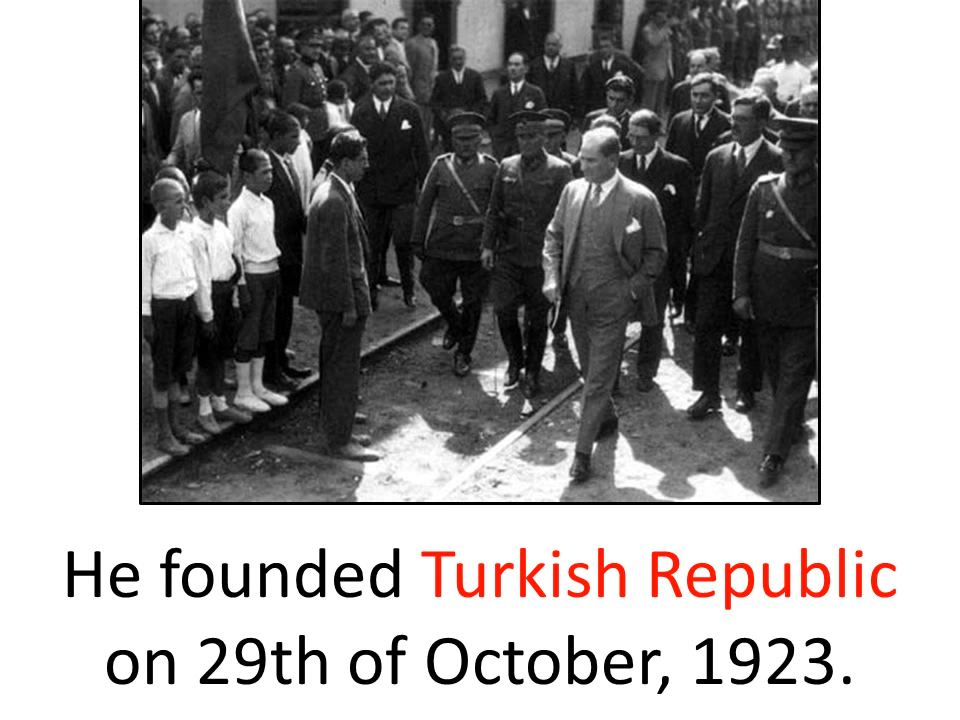 He founded Turkish Republic
on 29th of October, 1923.